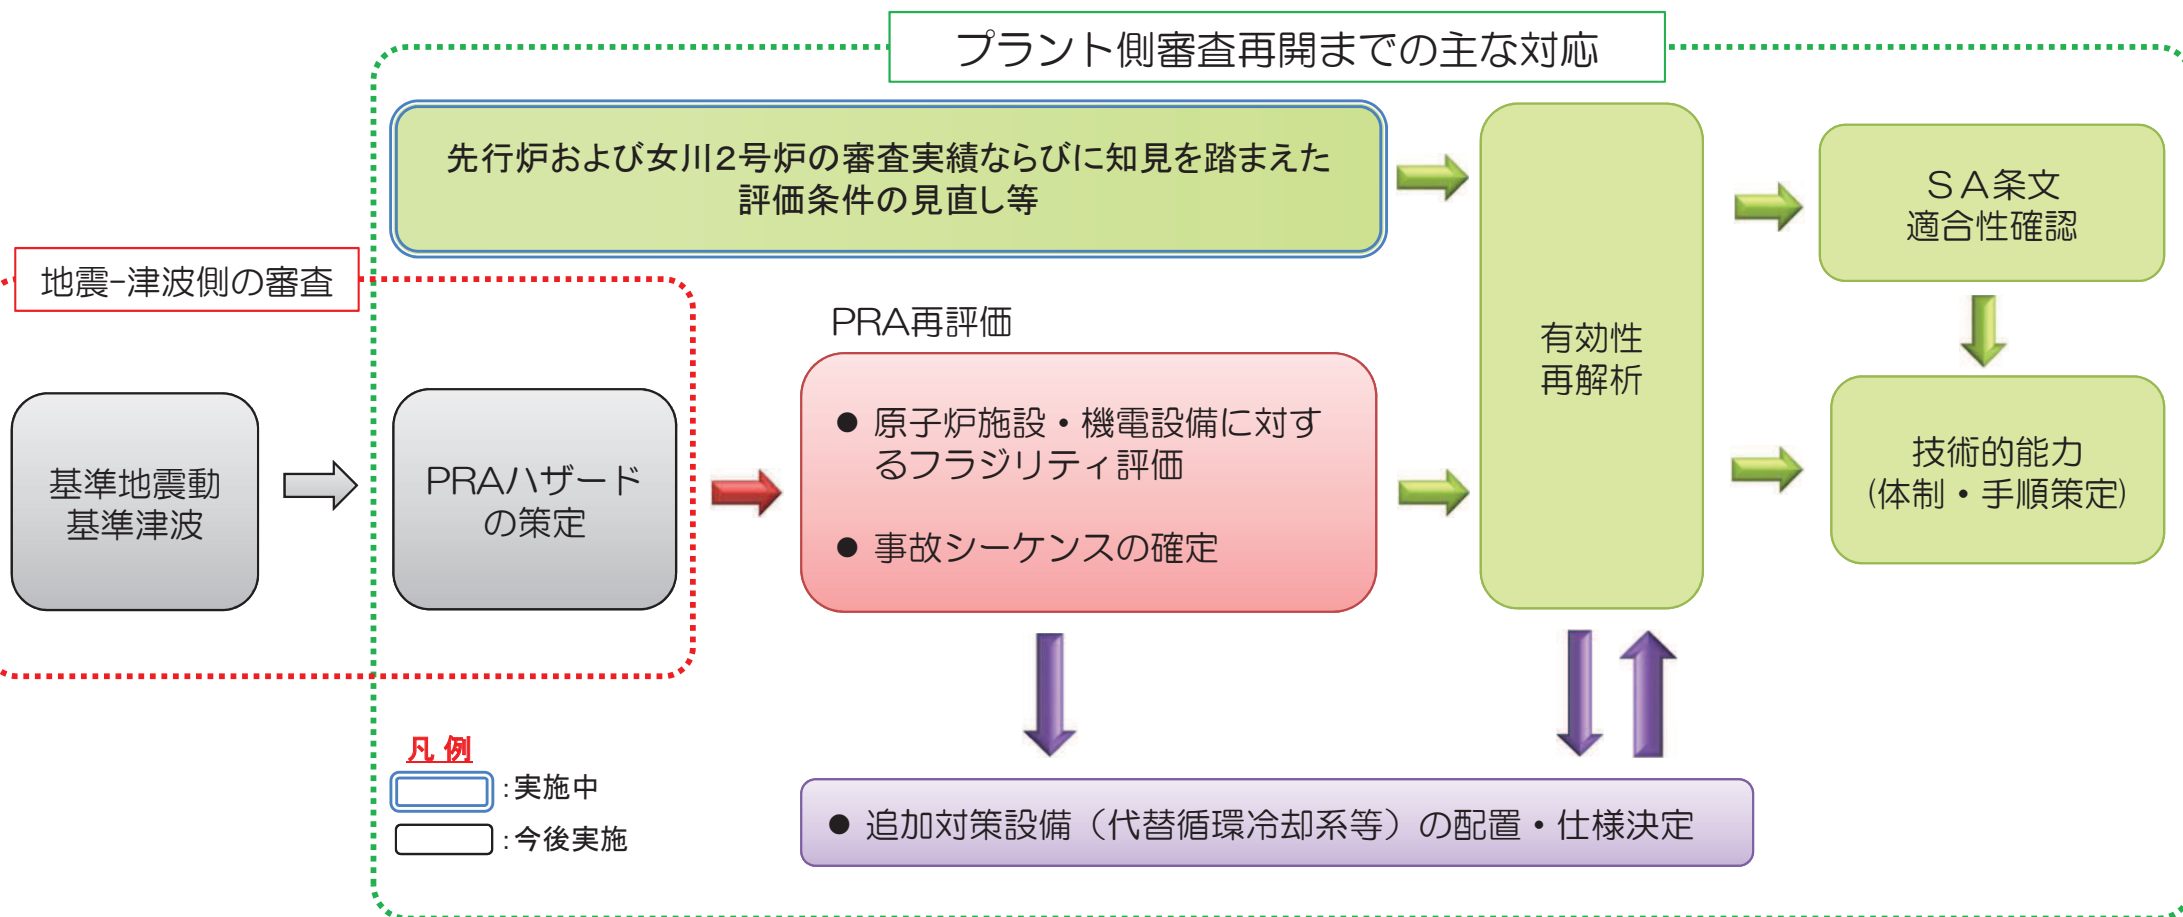 プラント側審査再開までの主な対応
先行炉および女川2号炉の審査実績ならびに知見を踏まえた
評価条件の見直し等
地震-津波側の審査
基準地震動
基準津波
PRAハザード
の策定
PRA再評価
● 原子炉施設・機電設備に対す
るフラジリティ評価
● 事故シーケンスの確定
有効性
再解析
ＳＡ条文
適合性確認
技術的能力
(体制・手順策定)
● 追加対策設備（代替循環冷却系等）の配置・仕様決定
凡 例
:実施中
:今後実施